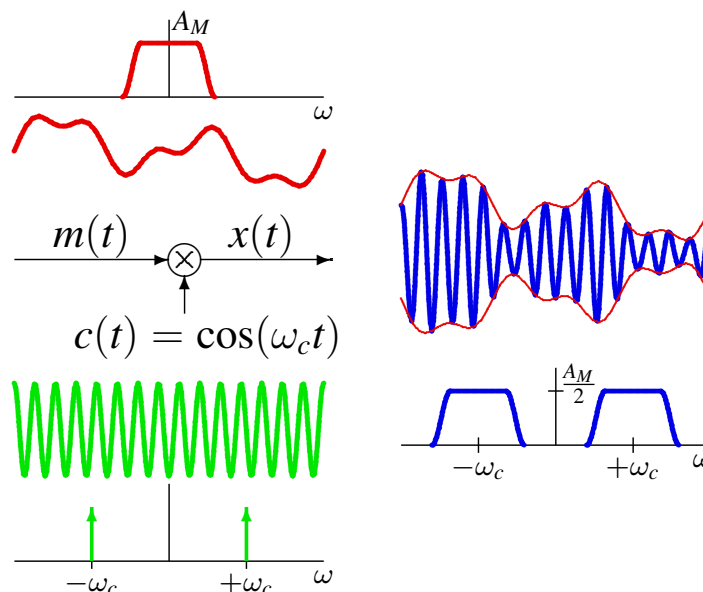 A_M
ω
m(t) x(t)
c(t) = cos(ω_c t)
−ω_c +ω_c ω
A_M/2
−ω_c +ω_c ω